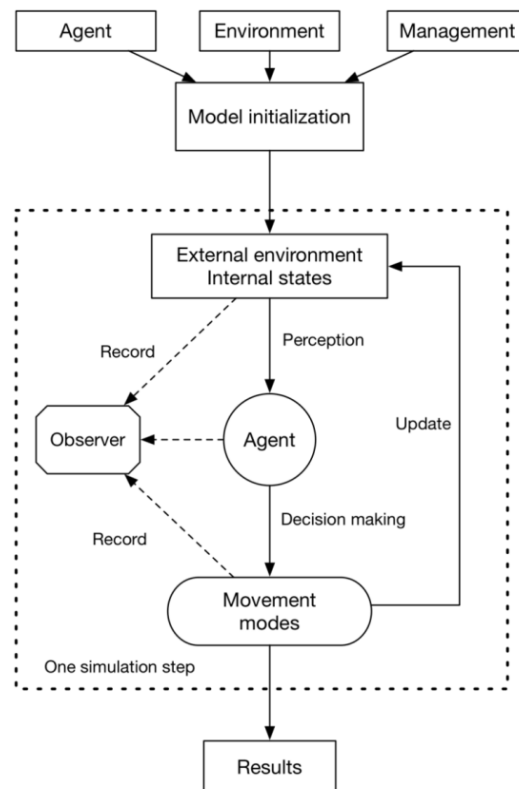 Agent
Environment
Management
Model initialization
External environment
Internal states
Record
Perception
Observer
Agent
Update
Record
Decision making
Movement
modes
One simulation step
Results